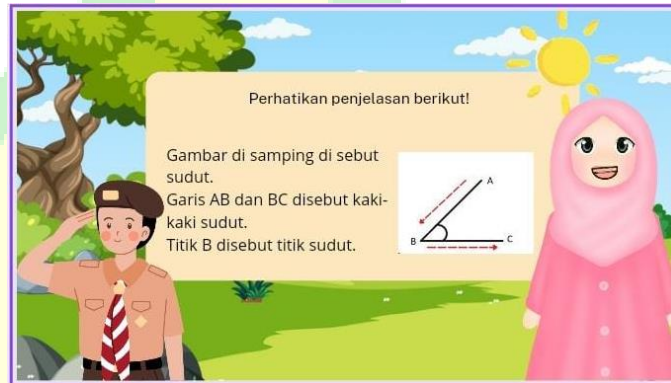 Perhatikan penjelasan berikut!
Gambar di samping di sebut
sudut.
Garis AB dan BC disebut kaki-
kaki sudut.
Titik B disebut titik sudut.
A
B
C